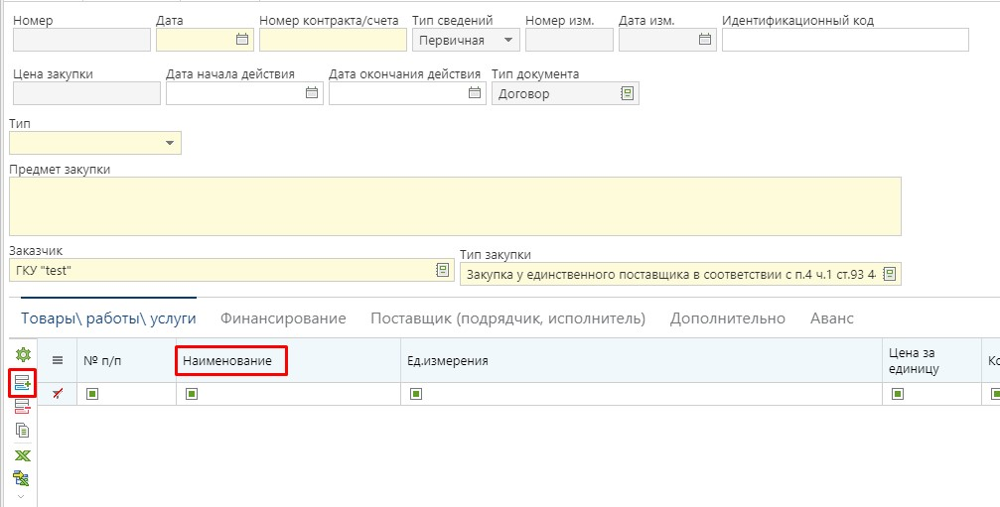 Номер Дата Номер контракта/счета Тип сведений Номер изм. Дата изм. Идентификационный код
Первичная
Цена закупки Дата начала действия Дата окончания действия Тип документа
Договор
Тип
Предмет закупки
Заказчик Тип закупки
ГКУ "test" Закупка у единственного поставщика в соответствии с п.4 ч.1 ст.93 4
Товары\ работы\ услуги Финансирование Поставщик (подрядчик, исполнитель) Дополнительно Аванс
№ п/п Наименование Ед.измерения Цена за
единицу Ко